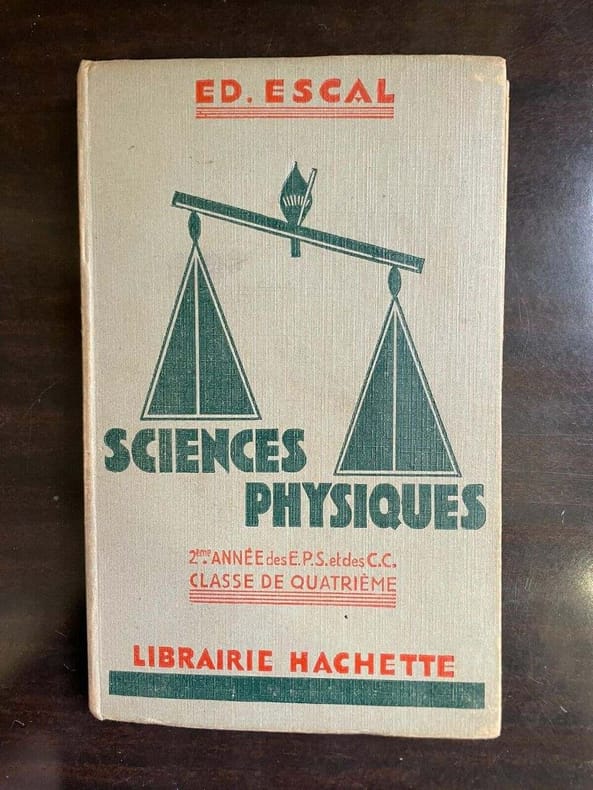 ED. ESCAL
SCIENCES
PHYSIQUES
2ème ANNÉE des E.P.S. et des C.C.
CLASSE DE QUATRIÈME
LIBRAIRIE HACHETTE